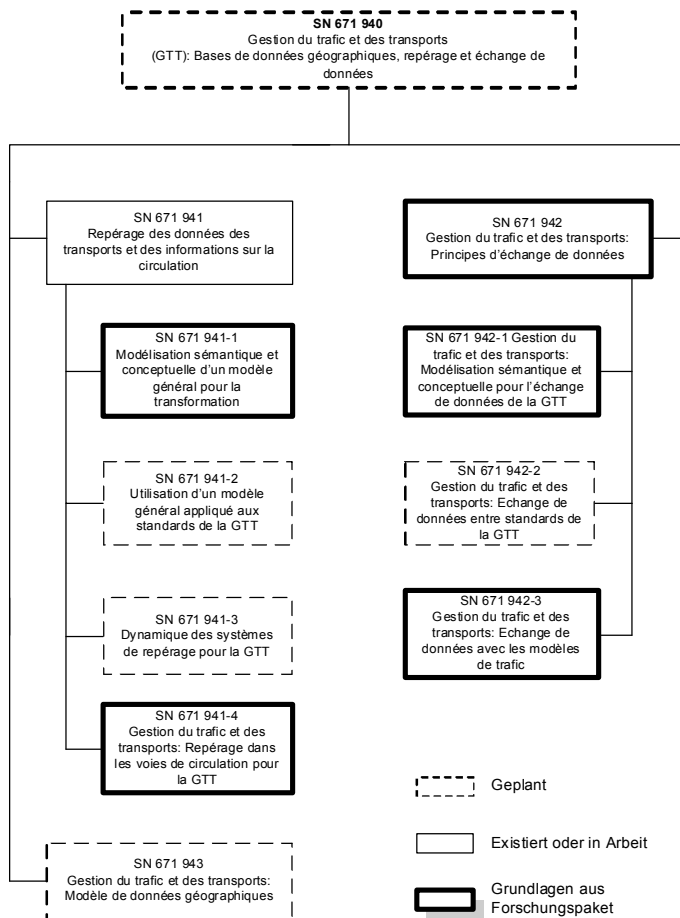 SN 671 940
Gestion du trafic et des transports
(GTT): Bases de données géographiques, repérage et échange de
données
SN 671 941
Repérage des données des
transports et des informations sur la
circulation
SN 671 941-1
Modélisation sémantique et
conceptuelle d'un modèle
général pour la
transformation
SN 671 941-2
Utilisation d'un modèle
général appliqué aux
standards de la GTT
SN 671 941-3
Dynamique des systèmes
de repérage pour la GTT
SN 671 941-4
Gestion du trafic et des
transports: Repérage dans
les voies de circulation pour
la GTT
SN 671 943
Gestion du trafic et des transports:
Modèle de données géographiques
SN 671 942
Gestion du trafic et des transports:
Principes d'échange de données
SN 671 942-1 Gestion du
trafic et des transports:
Modélisation sémantique et
conceptuelle pour l'échange
de données de la GTT
SN 671 942-2
Gestion du trafic et des
transports: Echange de
données entre standards de
la GTT
SN 671 942-3
Gestion du trafic et des
transports: Echange de
données avec les modèles
de trafic
Geplant
Existiert oder in Arbeit
Grundlagen aus
Forschungspaket